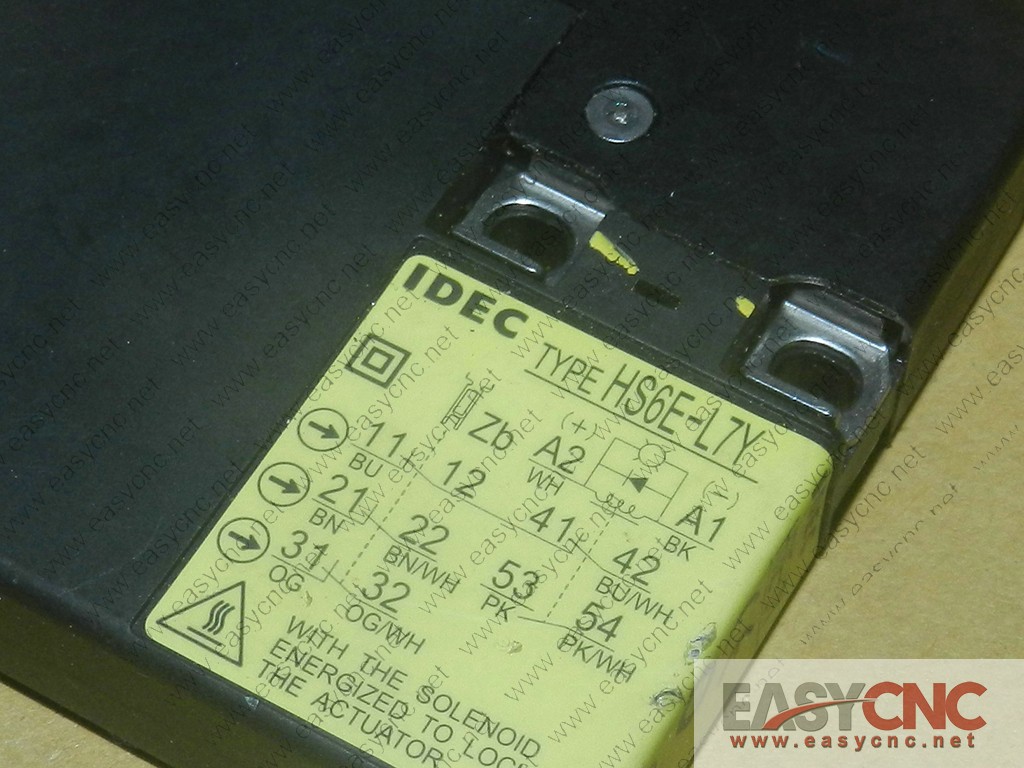 IDEC
TYPE HS6E-L7Y
Zb (+) A2 A1
WH BK
11 12 41 42
BU BU/WH
21 22 53 54
BN BN/WH PK PK/WH
31 32
OG OG/WH
WITH THE SOLENOID
ENERGIZED TO LOCK
THE ACTUATOR
EASYCNC
www.easycnc.net